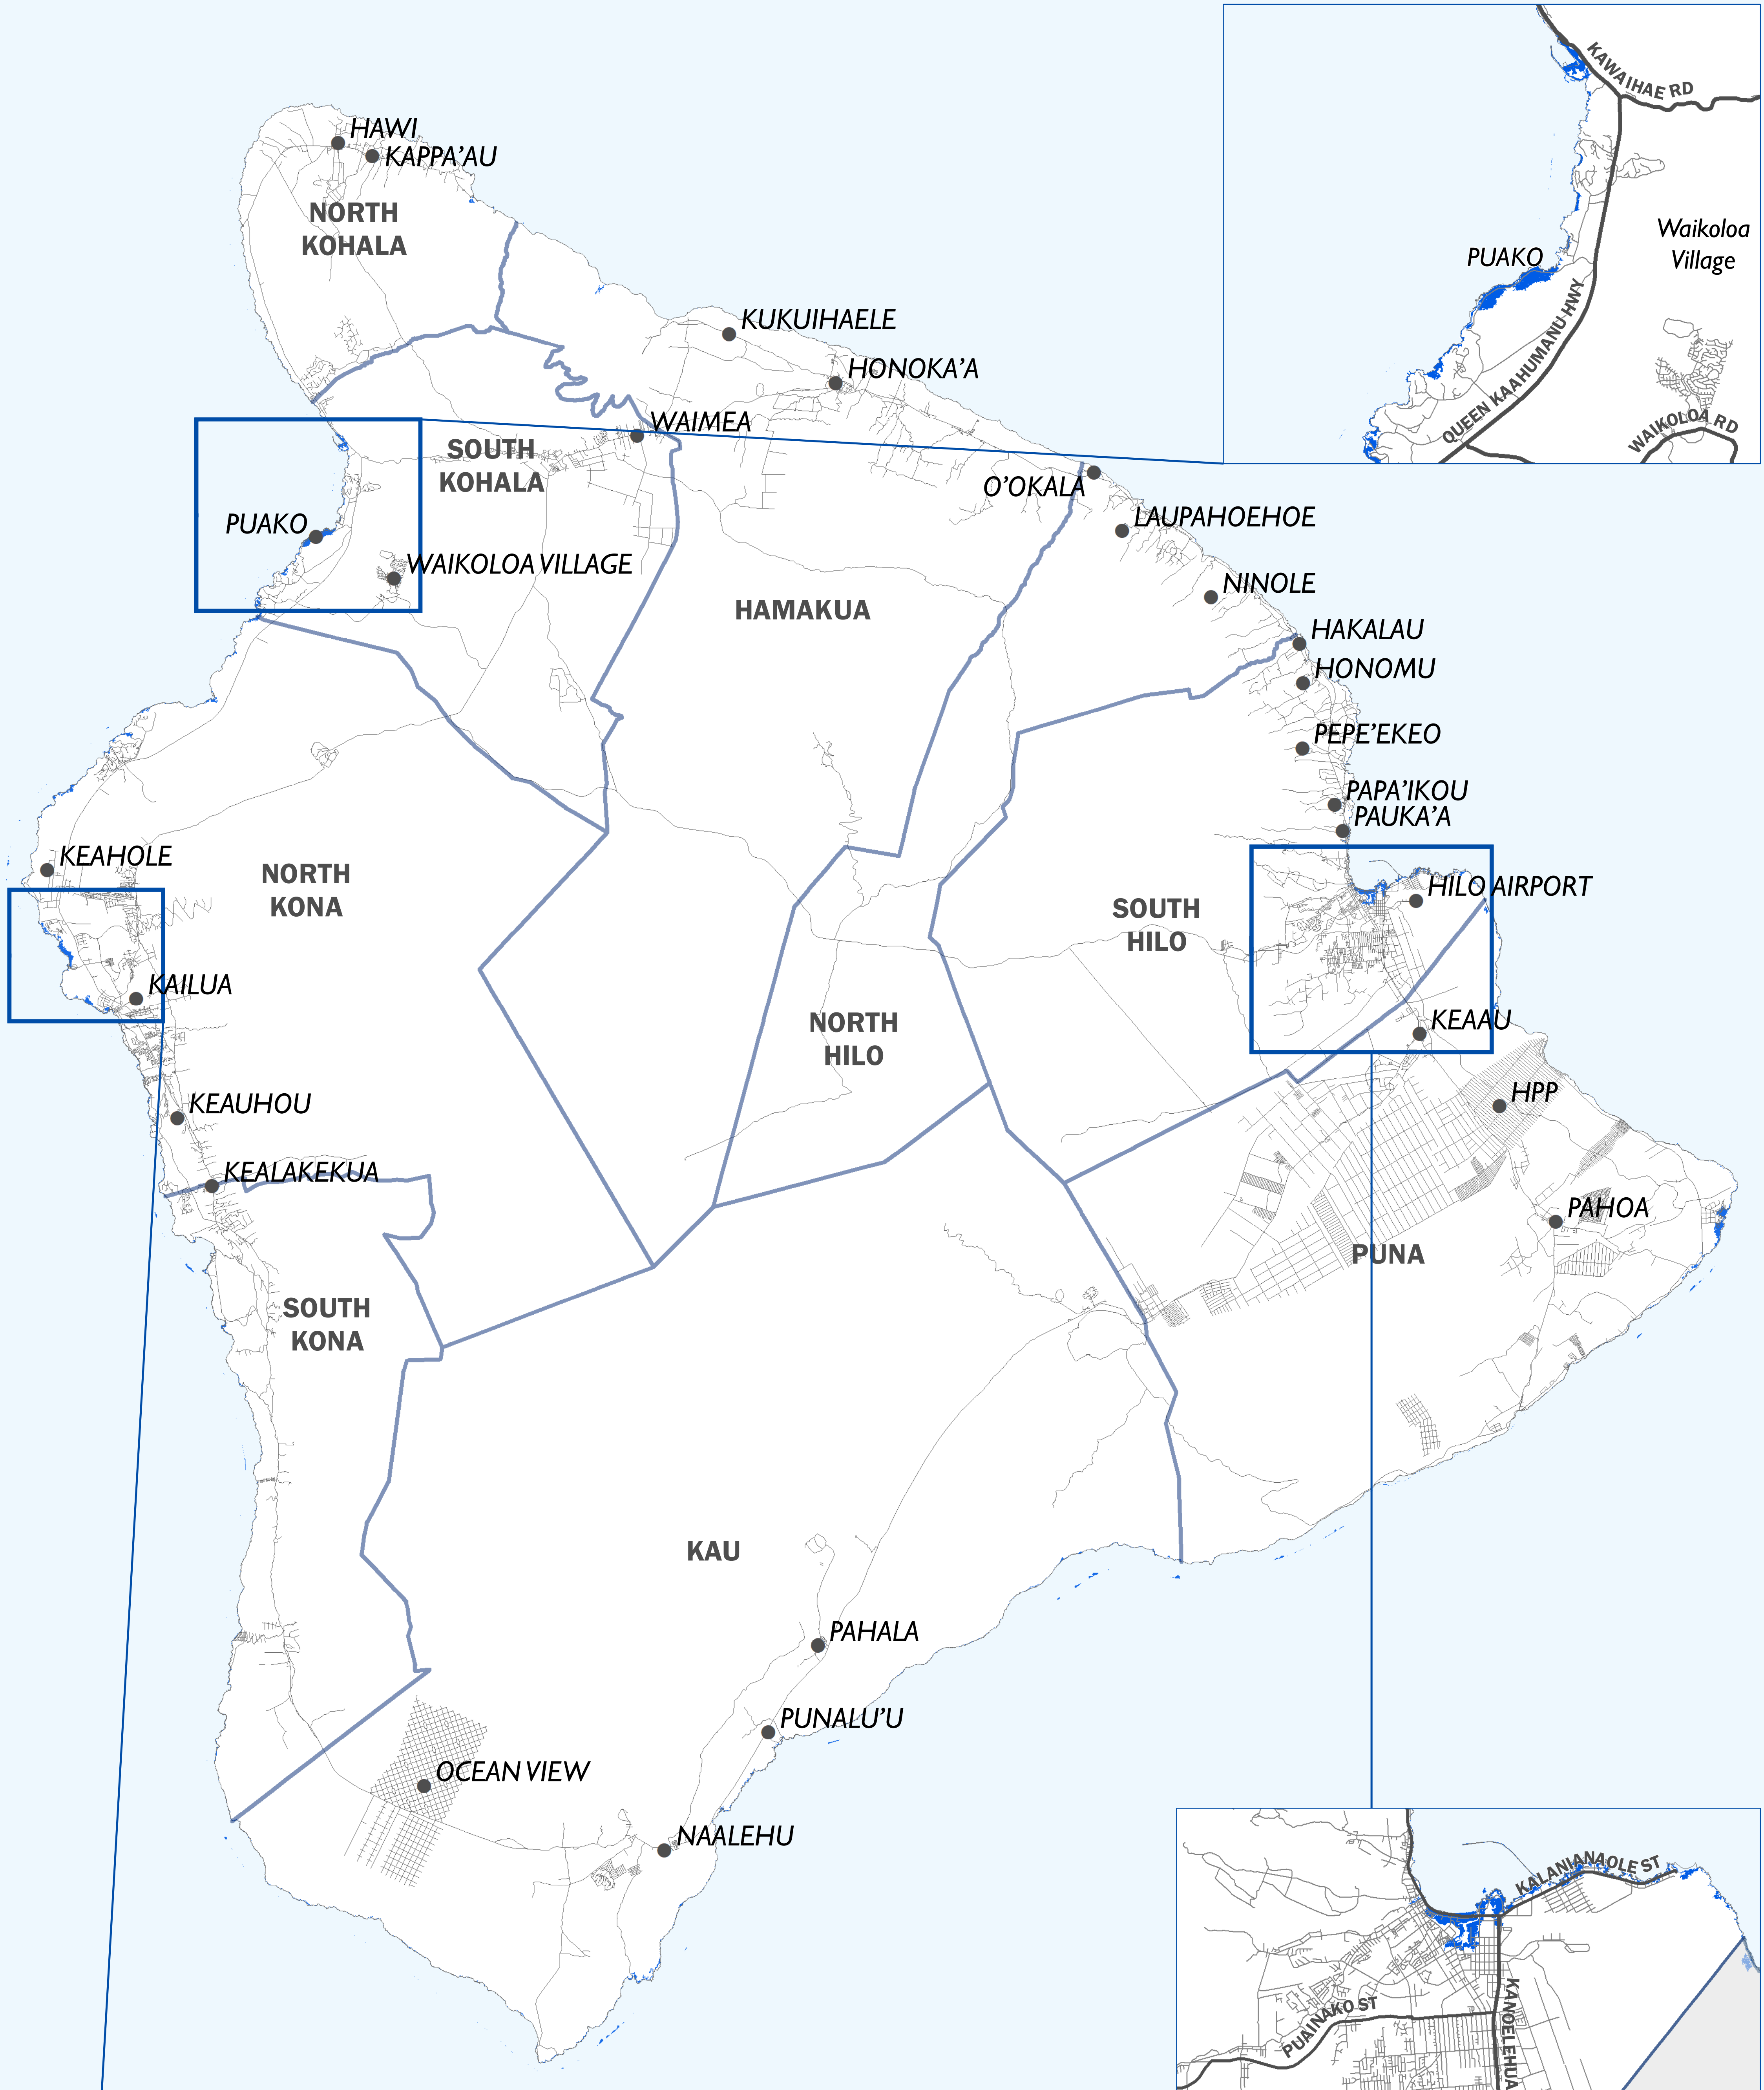 KAWAIHAE RD
HAWI
KAPPA’AU
NORTH
KOHALA
Waikoloa
Village
PUAKO
QUEEN KAAHUMANU HWY
WAIKOLOA RD
KUKUIHAELE
HONOKA’A
WAIMEA
SOUTH
KOHALA
O’OKALA
LAUPAHOEHOE
PUAKO
WAIKOLOA VILLAGE
NINOLE
HAMAKUA
HAKALAU
HONOMU
PEPE’EKEO
PAPA’IKOU
PAUKA’A
KEAHOLE
NORTH
KONA
HILO AIRPORT
SOUTH
HILO
KAILUA
NORTH
HILO
KEAAU
HPP
KEAUHOU
KEALAKEKUA
PAHOA
PUNA
SOUTH
KONA
KAU
PAHALA
PUNALU’U
OCEAN VIEW
NAALEHU
KALANIANAOLE ST
PUAINAKO ST
KANOELEHUA